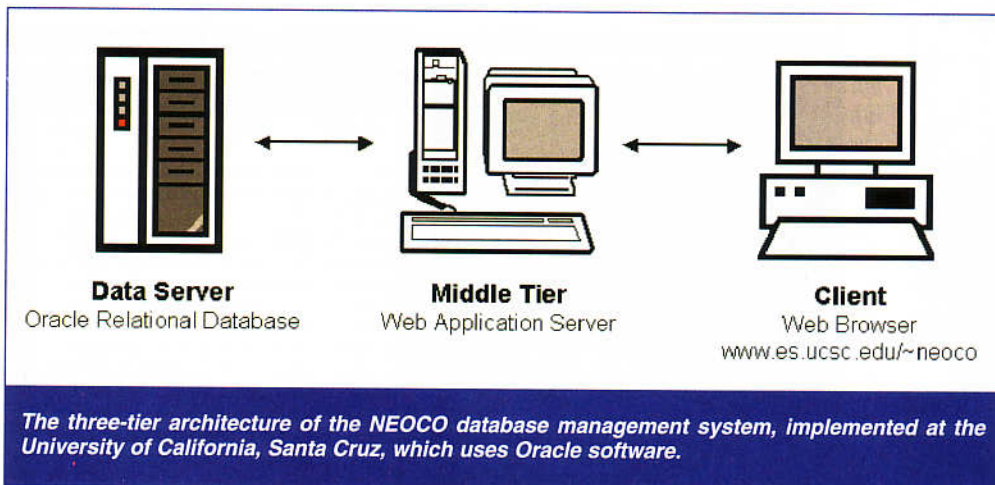 Data Server
Oracle Relational Database
Middle Tier
Web Application Server
Client
Web Browser
www.es.ucsc.edu/~neoco
The three-tier architecture of the NEOCO database management system, implemented at the
University of California, Santa Cruz, which uses Oracle software.